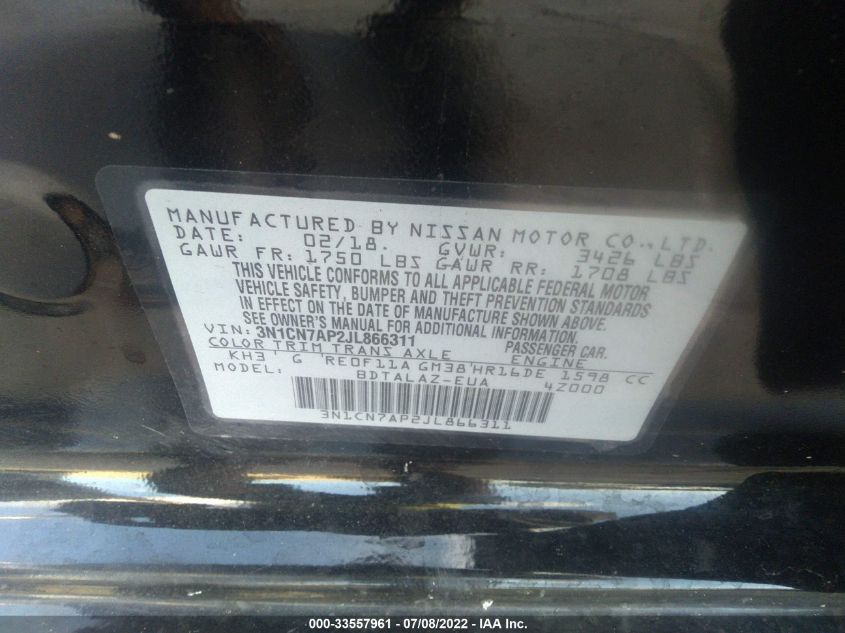 MANUFACTURED BY NISSAN MOTOR CO., LTD.
DATE: 02/18. GVWR: 3426 LBS
GAWR FR: 1750 LBS GAWR RR: 1708 LBS
THIS VEHICLE CONFORMS TO ALL APPLICABLE FEDERAL MOTOR
VEHICLE SAFETY, BUMPER AND THEFT PREVENTION STANDARDS
IN EFFECT ON THE DATE OF MANUFACTURE SHOWN ABOVE.
SEE OWNER'S MANUAL FOR ADDITIONAL INFORMATION.
VIN: 3N1CN7AP2JL866311 PASSENGER CAR.
COLOR TRIM TRANS AXLE ENGINE
KH3 G RE0F11A GM38 HR16DE 1598 CC
MODEL: BDTALAZ-EUA 4Z000
3N1CN7AP2JL866311
000-33557961 - 07/08/2022 - IAA Inc.